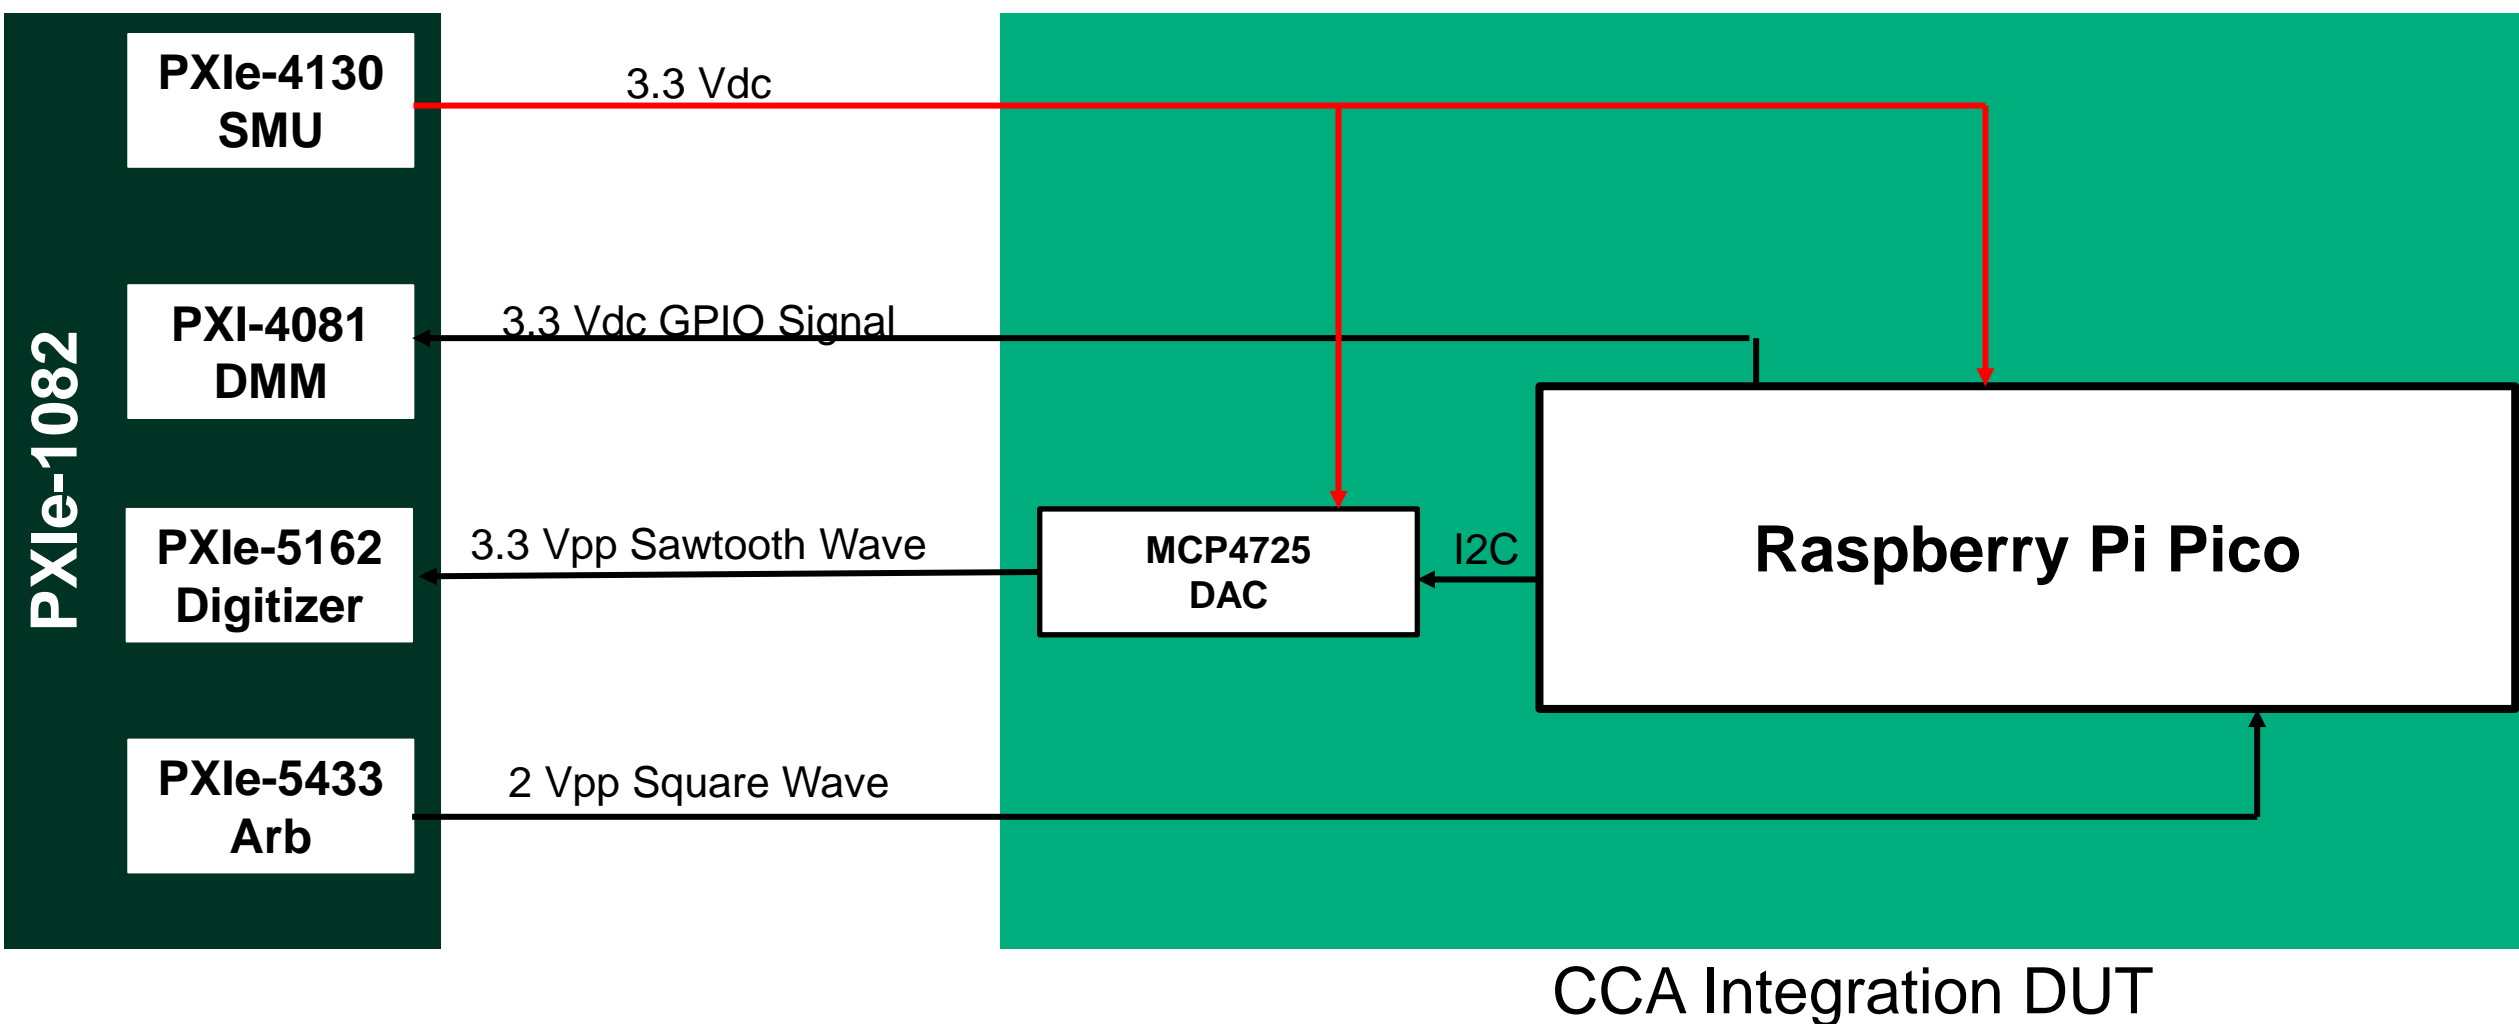 PXIe-1082
PXIe-4130
SMU
3.3 Vdc
PXI-4081
DMM
3.3 Vdc GPIO Signal
PXIe-5162
Digitizer
3.3 Vpp Sawtooth Wave
MCP4725
DAC
I2C
Raspberry Pi Pico
PXIe-5433
Arb
2 Vpp Square Wave
CCA Integration DUT